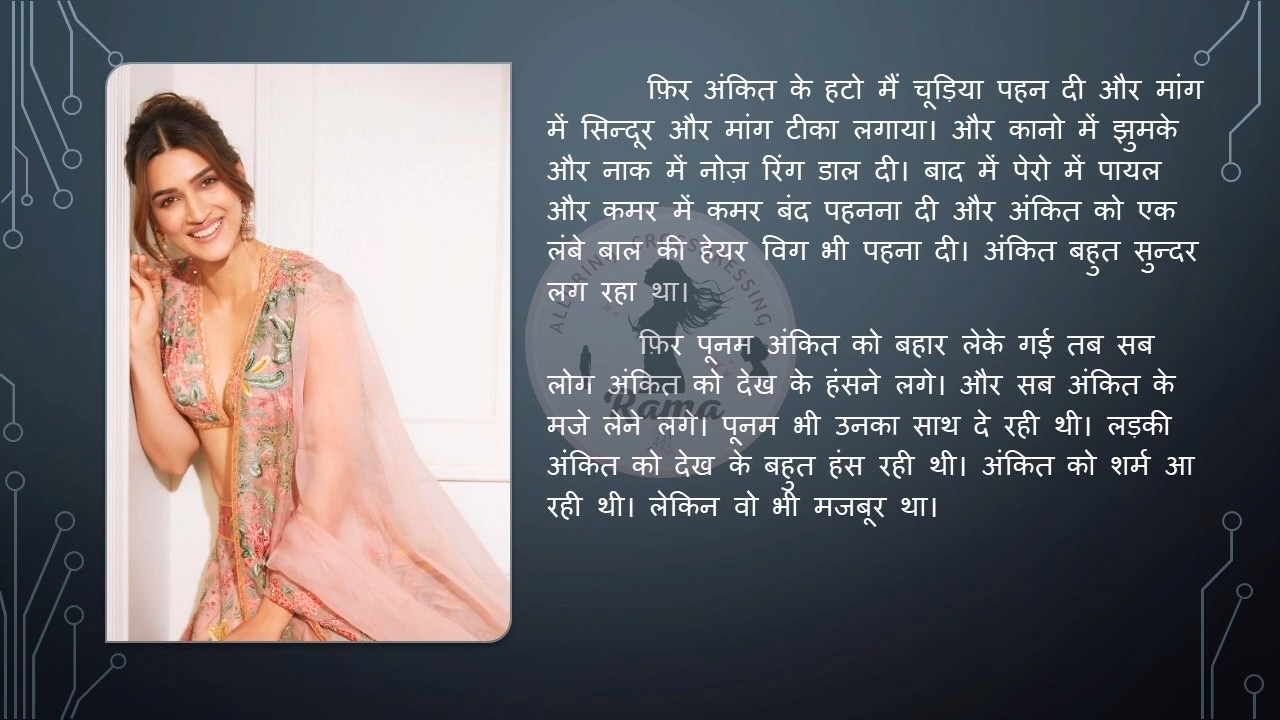 फ़िर अंकित के हटो मैं चूड़िया पहन दी और मांग
में सिन्दूर और मांग टीका लगाया। और कानो में झुमके
और नाक में नोज़ रिंग डाल दी। बाद में पेरो में पायल
और कमर में कमर बंद पहनना दी और अंकित को एक
लंबे बाल की हेयर विग भी पहना दी। अंकित बहुत सुन्दर
लग रहा था।
फ़िर पूनम अंकित को बहार लेके गई तब सब
लोग अंकित को देख के हंसने लगे। और सब अंकित के
मजे लेने लगे। पूनम भी उनका साथ दे रही थी। लड़की
अंकित को देख के बहुत हंस रही थी। अंकित को शर्म आ
रही थी। लेकिन वो भी मजबूर था।
CROSSDRESSING
Rama